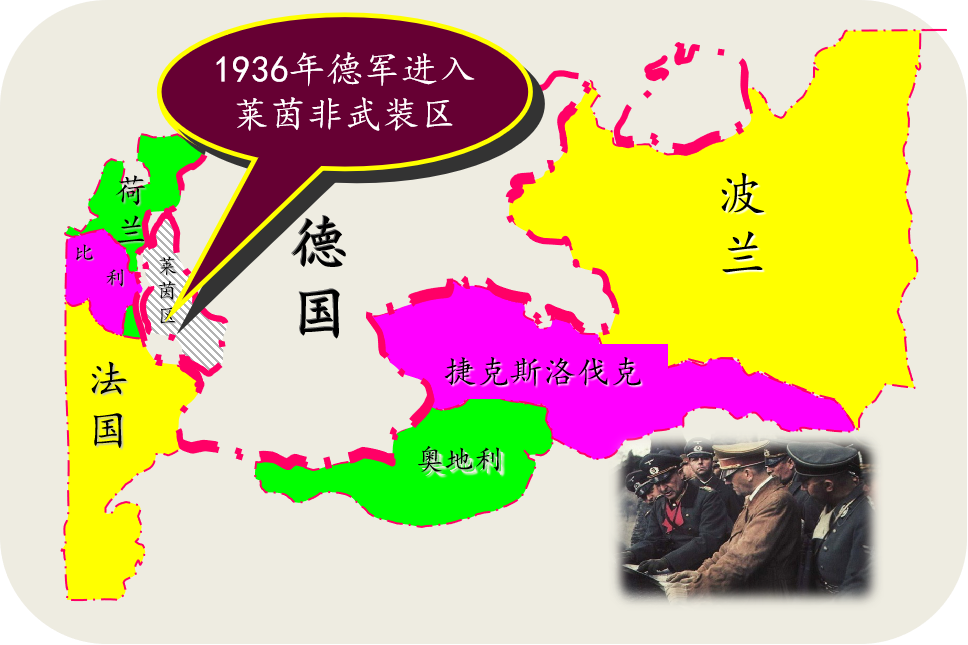 1936年德军进入
莱茵非武装区
荷
兰
比
利
莱
茵
区
德
国
波
兰
法
国
捷克斯洛伐克
奥地利